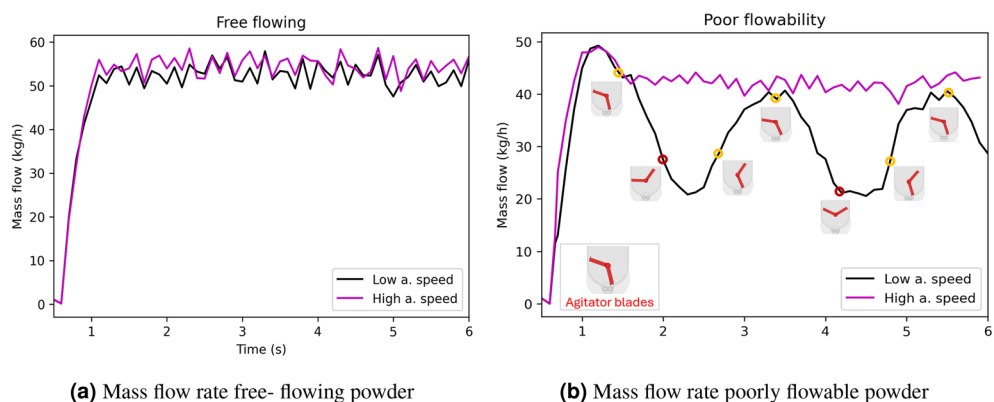 Free flowing
60
50
40
30
20
10
0
Mass flow (kg/h)
Low a. speed
High a. speed
1 2 3 4 5 6
Time (s)
(a) Mass flow rate free- flowing powder
Poor flowability
50
40
30
20
10
0
Mass flow (kg/h)
Agitator blades
Low a. speed
High a. speed
1 2 3 4 5 6
(b) Mass flow rate poorly flowable powder